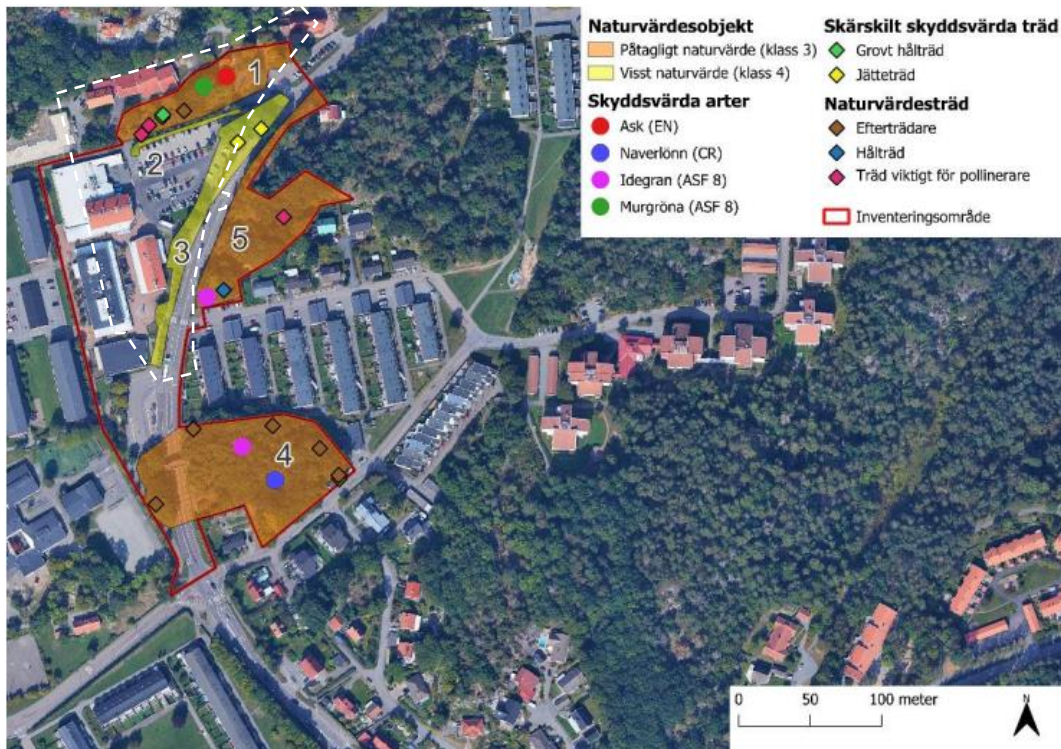 Naturvärdesobjekt
Påtagligt naturvärde (klass 3)
Visst naturvärde (klass 4)
Skyddsvärda arter
Ask (EN)
Naverlönn (CR)
Idegran (ASF 8)
Murgröna (ASF 8)
Särskilt skyddsvärda träd
Grovt hålträd
Jätteträd
Naturvärdesträd
Efterträdare
Hålträd
Träd viktigt för pollinerare
Inventeringsområde
1
2
3
5
4
0 50 100 meter
N